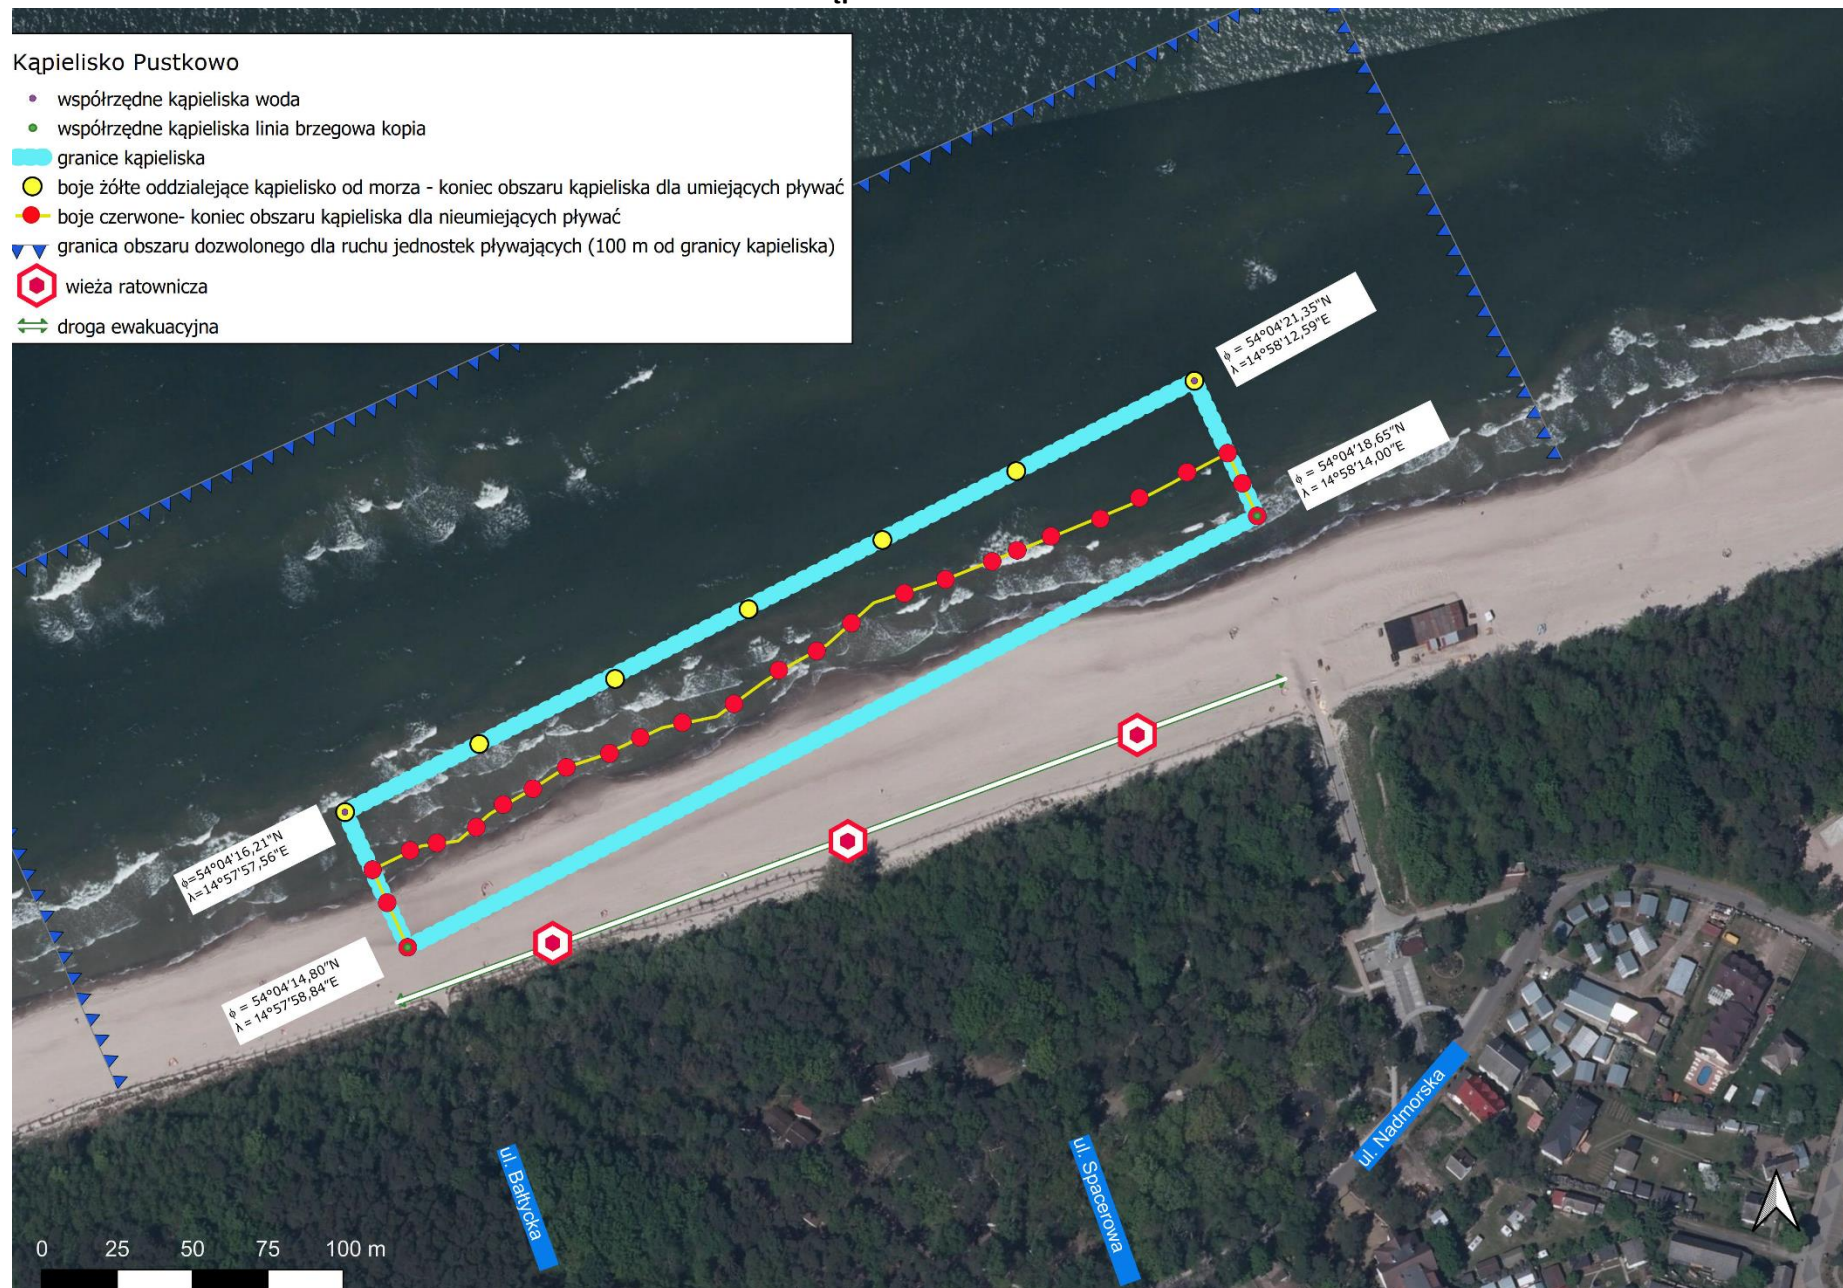 Kąpielisko Pustkowo
współrzędne kąpieliska woda
współrzędne kąpieliska linia brzegowa kopia
granice kąpieliska
boje żółte oddzialejące kąpielisko od morza - koniec obszaru kąpieliska dla umiejących pływać
boje czerwone- koniec obszaru kąpieliska dla nieumiejących pływać
granica obszaru dozwolonego dla ruchu jednostek pływających (100 m od granicy kapieliska)
wieża ratownicza
droga ewakuacyjna
ϕ = 54°04'21,35"N
λ =14°58'12,59"E
ϕ = 54°04'18,65"N
λ = 14°58'14,00"E
ϕ=54°04'16,21"N
λ=14°57'57,56"E
ϕ = 54°04'14,80"N
λ = 14°57'58,84"E
ul. Nadmorska
ul. Bałtycka
ul. Spacerowa
0 25 50 75 100 m